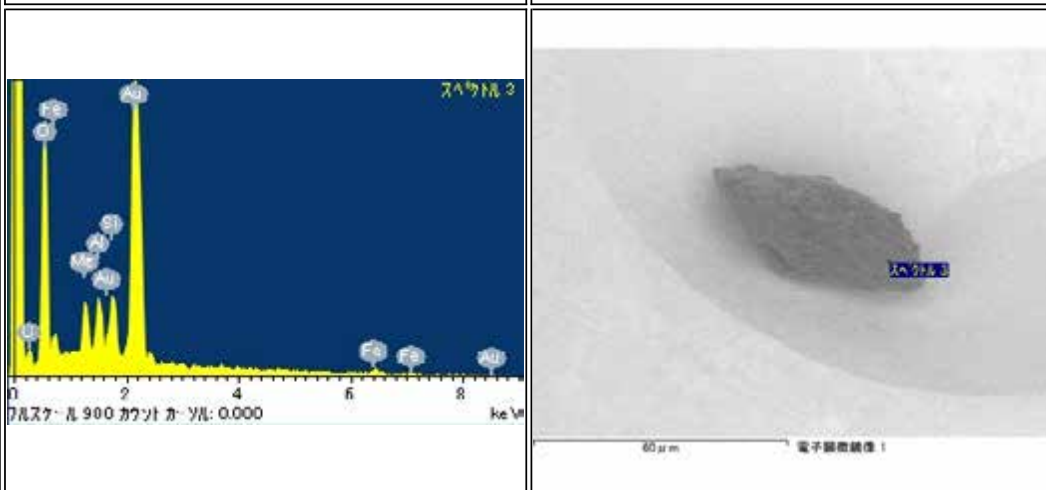 スペクトル 3
Au
Fe
O
Si
Al
Mg
Au
C
Fe
Fe
Au
0 2 4 6 8
フルスケール 900 カウント カーソル: 0.000
keV
スペクトル 3
60μm
電子顕微鏡像 1